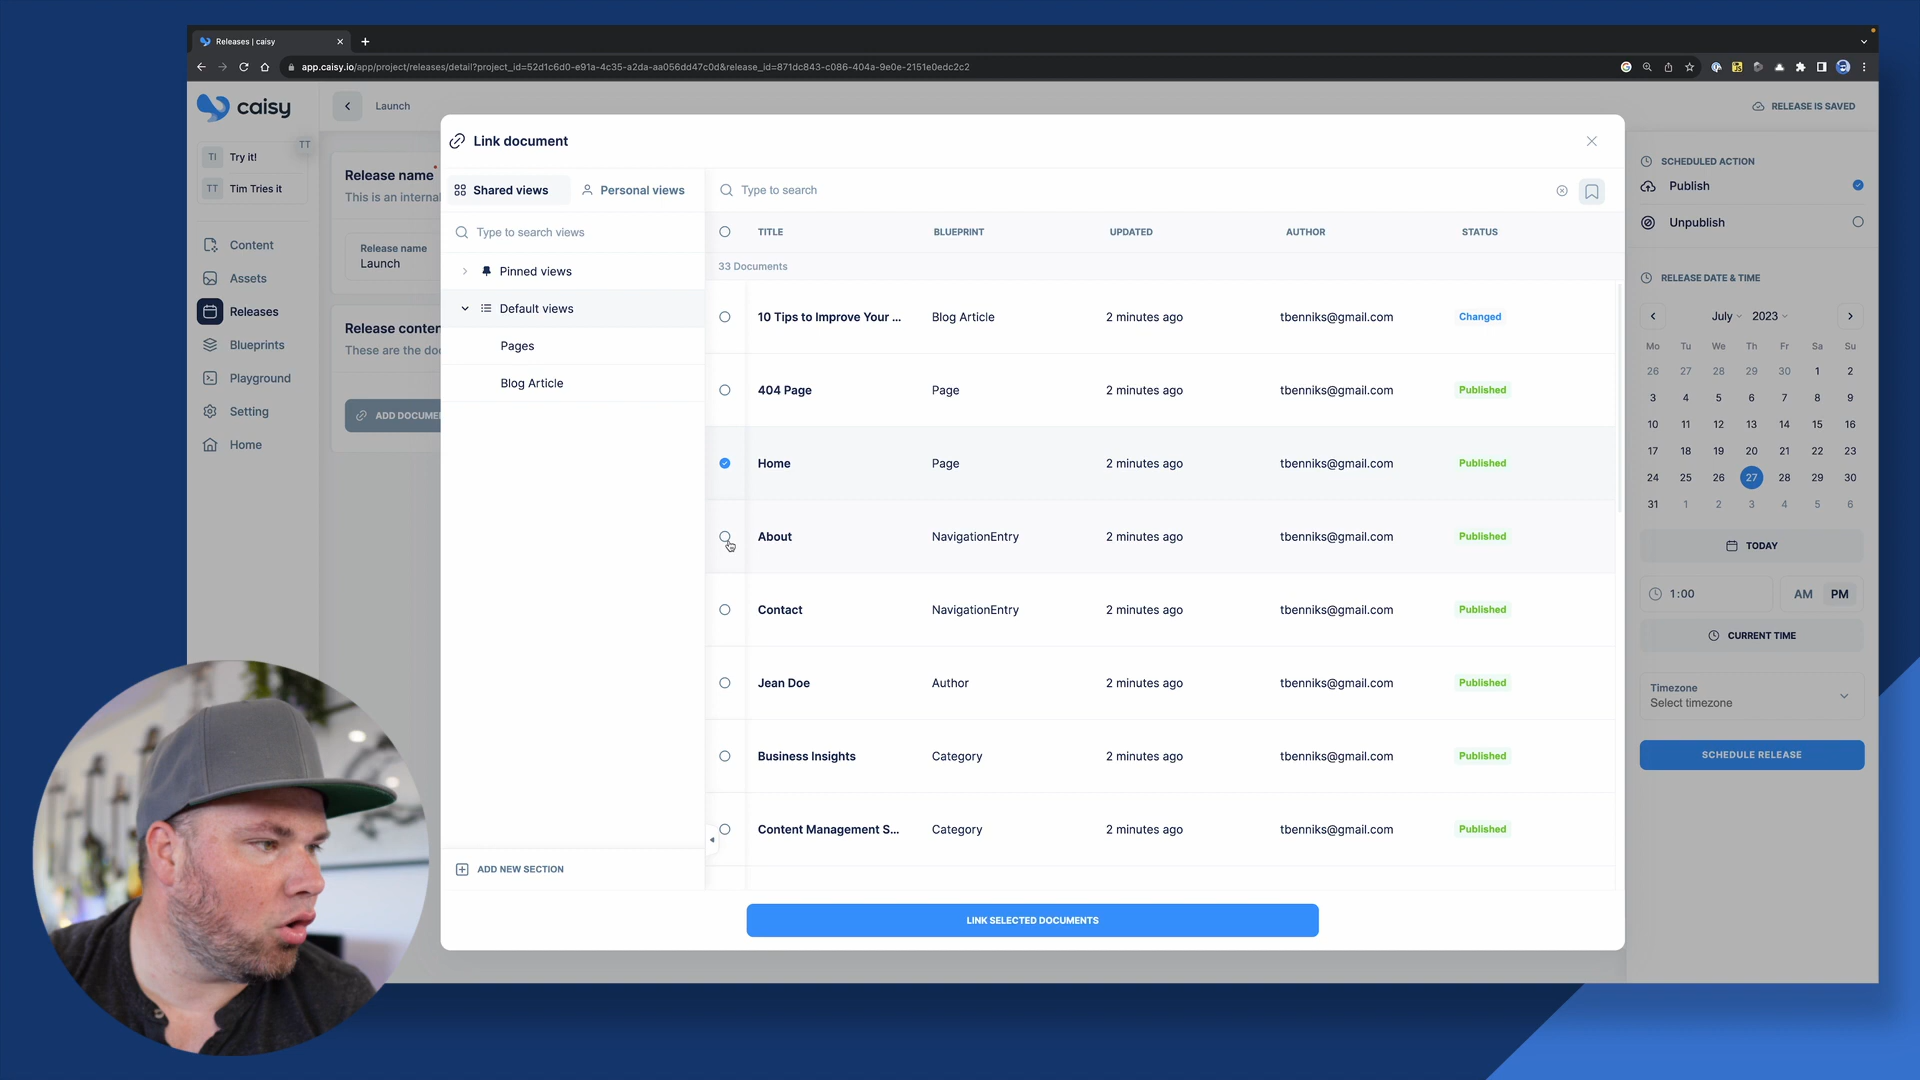 Releases | caisy
app.caisy.io/app/project/releases/detail?project_id=52d1c6d0-e91a-4c35-a2da-aa056dd47c0d&release_id=871dc843-c086-404a-9e0e-2151e0edc2c2
caisy
Launch
RELEASE IS SAVED
TI Try it!
TT
TT Tim Tries it
Content
Assets
Releases
Blueprints
Playground
Setting
Home
Release name
This is an internal
Release name
Launch
Release conten
These are the do
ADD DOCUME
Link document
Shared views
Personal views
Type to search views
Pinned views
Default views
Pages
Blog Article
ADD NEW SECTION
Type to search
TITLE BLUEPRINT UPDATED AUTHOR STATUS
33 Documents
10 Tips to Improve Your ... Blog Article 2 minutes ago tbenniks@gmail.com Changed
404 Page Page 2 minutes ago tbenniks@gmail.com Published
Home Page 2 minutes ago tbenniks@gmail.com Published
About NavigationEntry 2 minutes ago tbenniks@gmail.com Published
Contact NavigationEntry 2 minutes ago tbenniks@gmail.com Published
Jean Doe Author 2 minutes ago tbenniks@gmail.com Published
Business Insights Category 2 minutes ago tbenniks@gmail.com Published
Content Management S... Category 2 minutes ago tbenniks@gmail.com Published
LINK SELECTED DOCUMENTS
SCHEDULED ACTION
Publish
Unpublish
RELEASE DATE & TIME
July 2023
Mo Tu We Th Fr Sa Su
26 27 28 29 30 1 2
3 4 5 6 7 8 9
10 11 12 13 14 15 16
17 18 19 20 21 22 23
24 25 26 27 28 29 30
31 1 2 3 4 5 6
TODAY
1:00 AM PM
CURRENT TIME
Timezone
Select timezone
SCHEDULE RELEASE